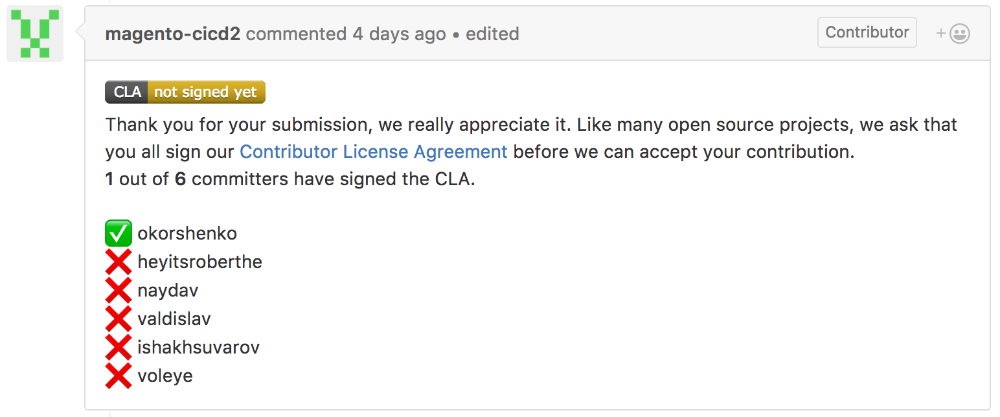 magento-cicd2 commented 4 days ago • edited
Contributor
+
CLA not signed yet
Thank you for your submission, we really appreciate it. Like many open source projects, we ask that
you all sign our Contributor License Agreement before we can accept your contribution.
1 out of 6 committers have signed the CLA.
okorshenko
heyitsroberthe
naydav
valdislav
ishakhsuvarov
voleye